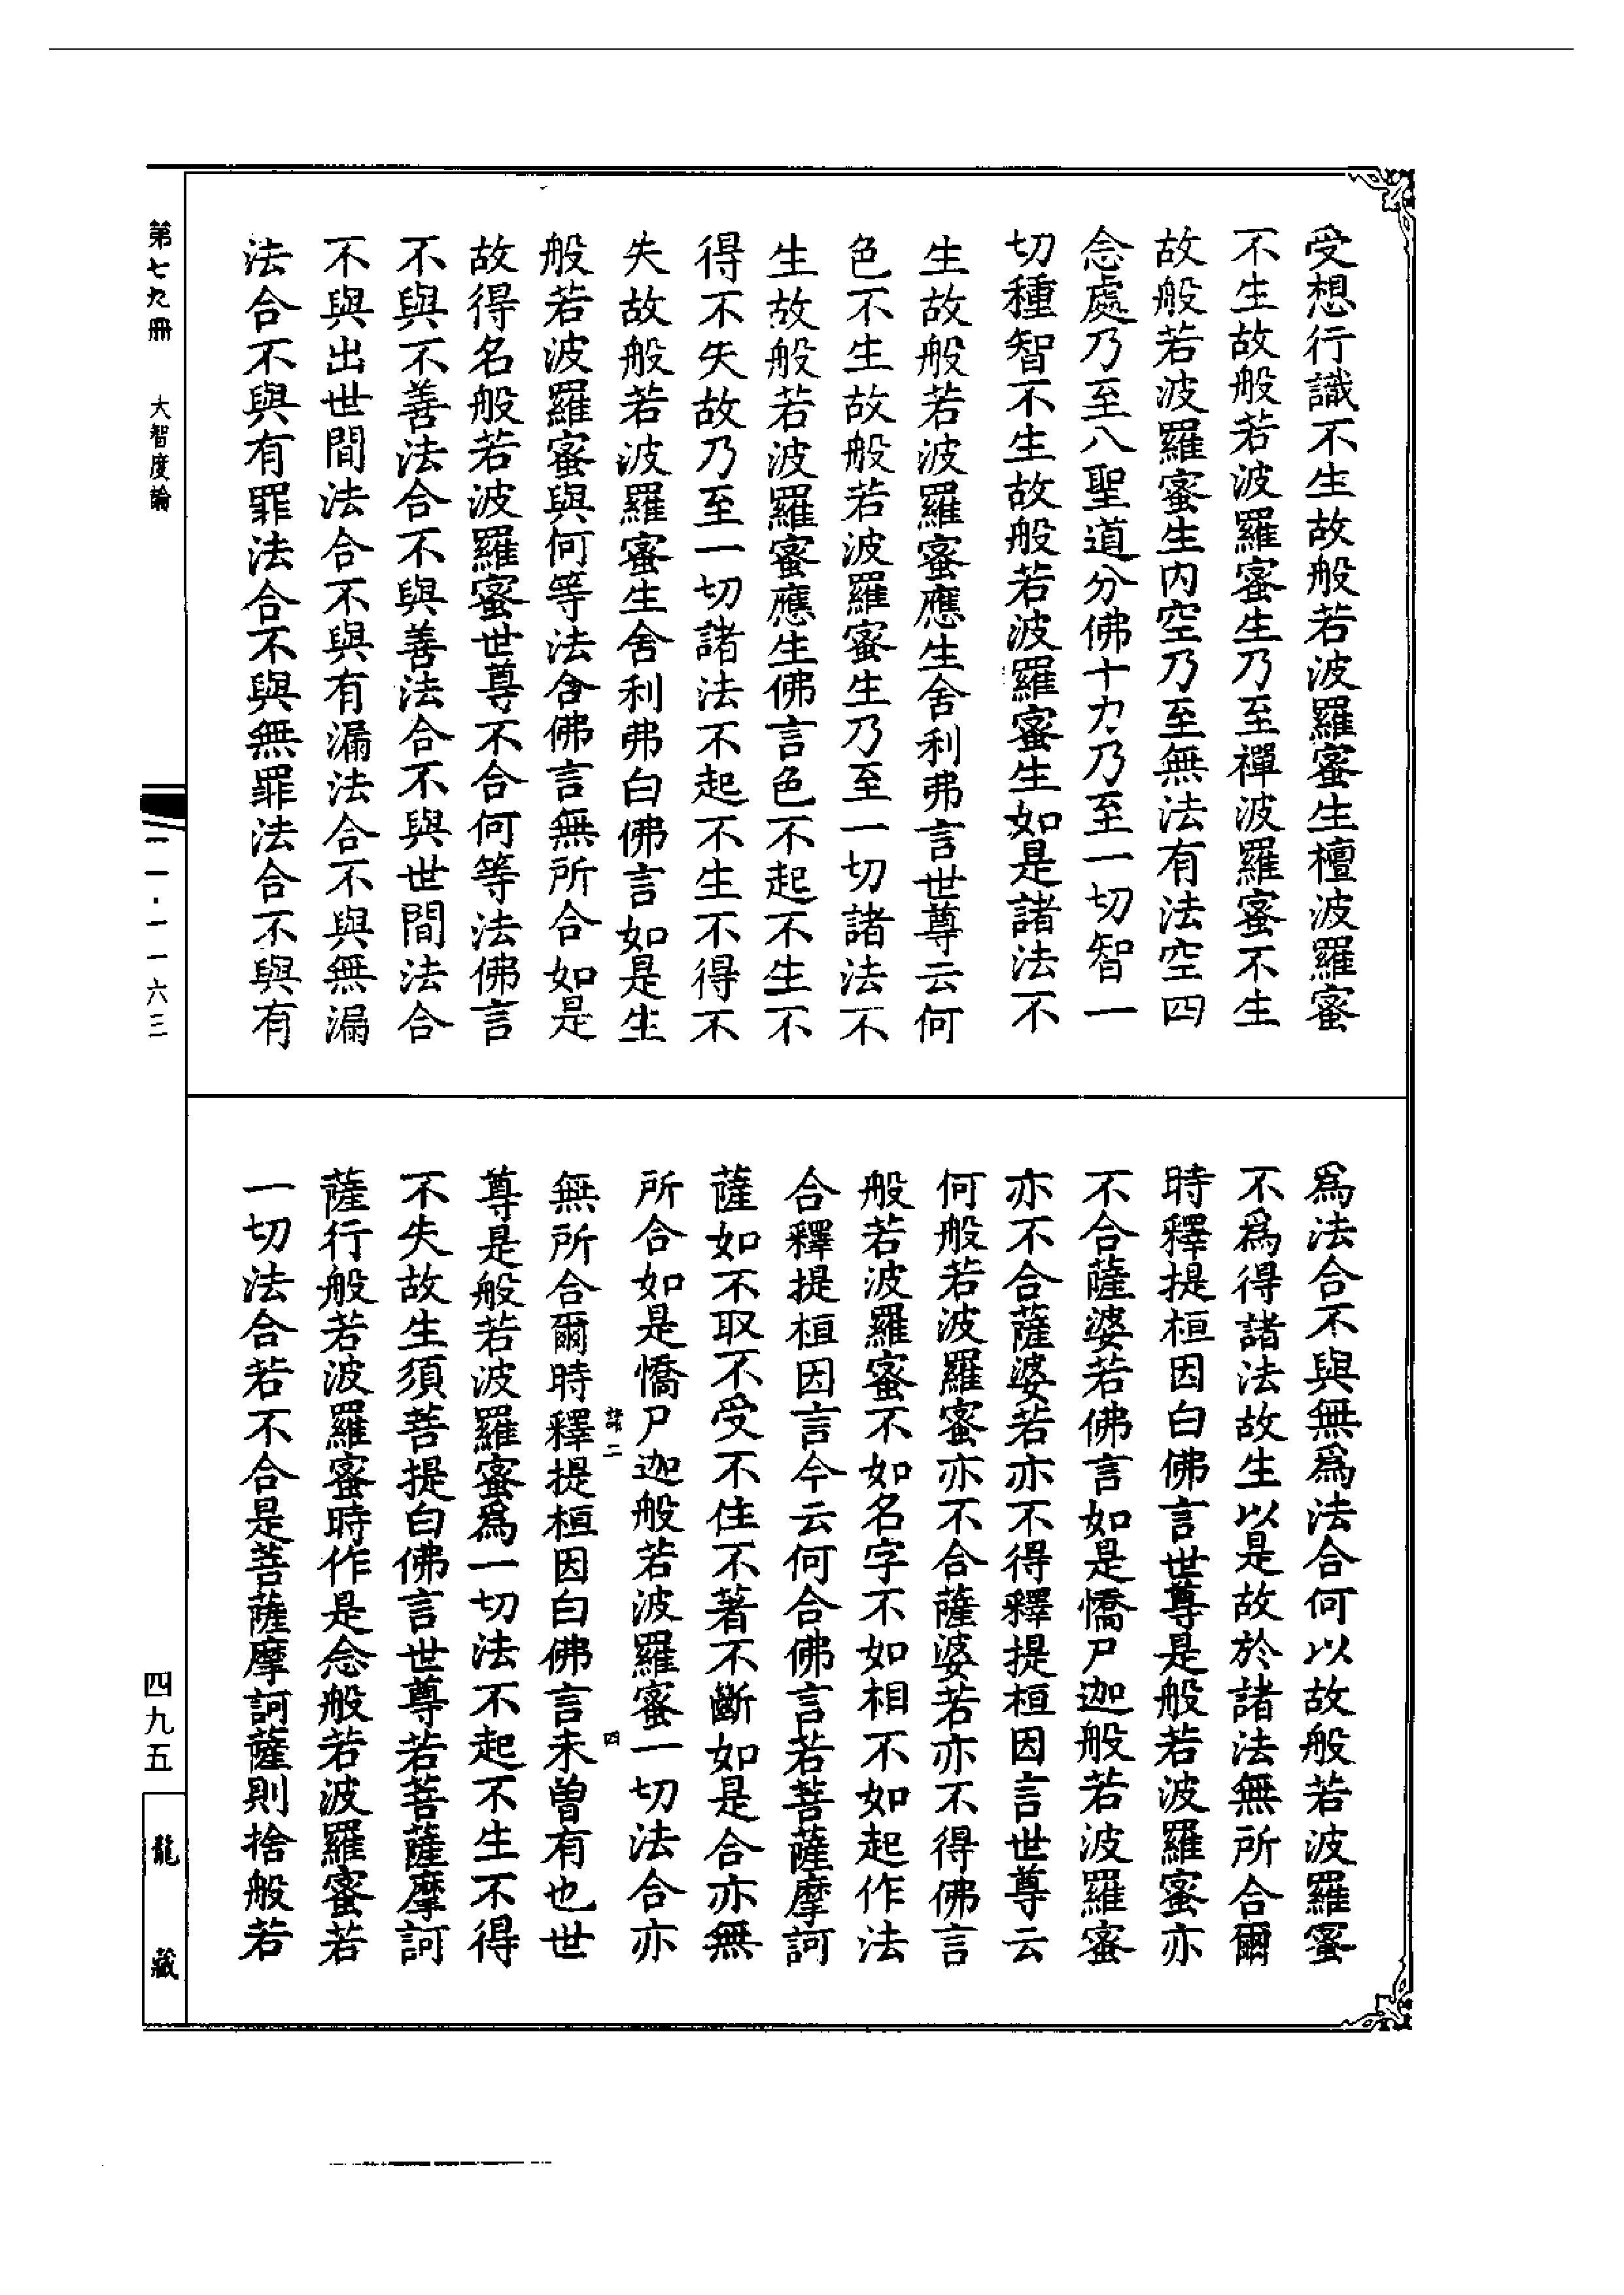 受想行識不生故般若波羅蜜生檀波羅蜜
不生故般若波羅蜜生乃至禪波羅蜜不生
故般若波羅蜜生內空乃至無法有法空四
念處乃至八聖道分佛十力乃至一切智一
切種智不生故般若波羅蜜生如是諸法不
生故般若波羅蜜應生舍利弗言世尊云何
色不生故般若波羅蜜生乃至一切諸法不
生故般若波羅蜜應生佛言色不起不生不
得不失故乃至一切諸法不起不生不得不
失故般若波羅蜜生舍利弗白佛言如是生
般若波羅蜜與何等法合佛言無所合如是
故得名般若波羅蜜世尊不合何等法佛言
不與不善法合不與善法合不與世間法合
不與出世間法合不與有漏法合不與無漏
法合不與有罪法合不與無罪法合不與有
爲法合不與無爲法合何以故般若波羅蜜
不爲得諸法故生以是故於諸法無所合爾
時釋提桓因白佛言世尊是般若波羅蜜亦
不合薩婆若佛言如是憍尸迦般若波羅蜜
亦不合薩婆若亦不得釋提桓因言世尊云
何般若波羅蜜亦不合薩婆若亦不得佛言
般若波羅蜜不如名字不如相不如起作法
合釋提桓因言今云何合佛言若菩薩摩訶
薩如不取不受不住不著不斷如是合亦無
所合如是憍尸迦般若波羅蜜一切法合亦
諸二 四
無所合爾時釋提桓因白佛言未曾有也世
尊是般若波羅蜜爲一切法不起不生不得
不失故生須菩提白佛言世尊若菩薩摩訶
薩行般若波羅蜜時作是念般若波羅蜜若
一切法合若不合是菩薩摩訶薩則捨般若
第七九冊 大智度論
一一·一一六三
四九五
龍藏